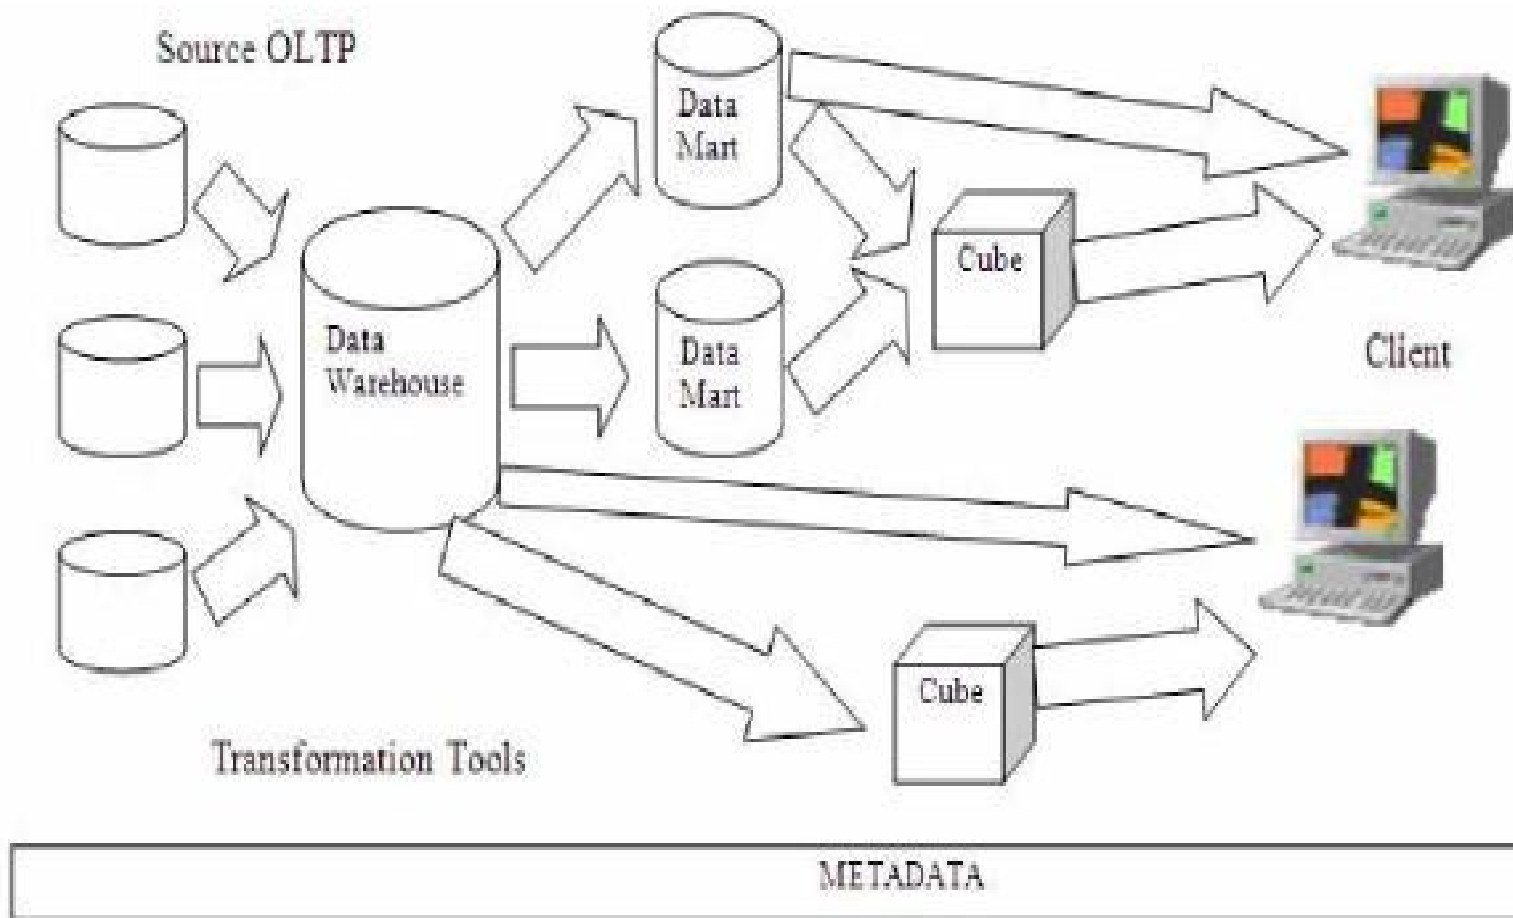 Source OLTP
Data
Mart
Cube
Data
Warehouse
Data
Mart
Client
Cube
Transformation Tools
METADATA